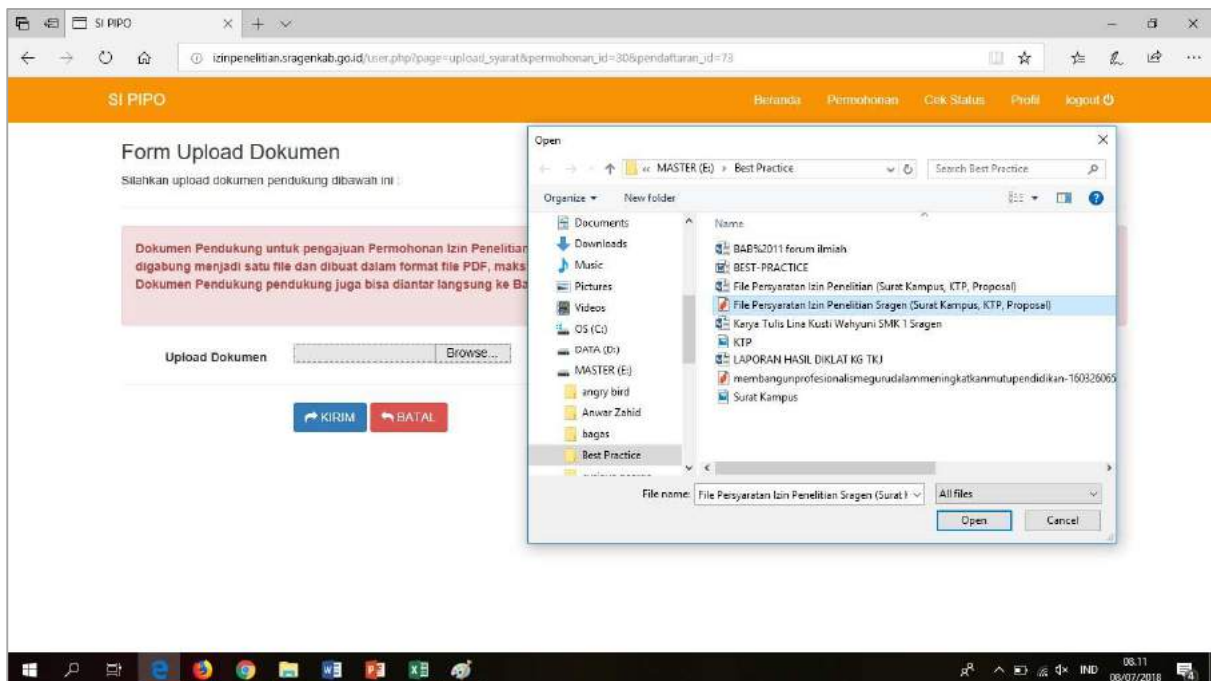 SI PIPO
izinpenelitian.sragenkab.go.id/user.php?page=upload_syarat&permohonan_id=30&pendaftaran_id=73
SI PIPO Beranda Permohonan Cek Status Profil logout
Form Upload Dokumen
Silahkan upload dokumen pendukung dibawah ini :
Dokumen Pendukung untuk pengajuan Permohonan Izin Penelitian
digabung menjadi satu file dan dibuat dalam format file PDF, maks
Dokumen Pendukung pendukung juga bisa diantar langsung ke Ba
Upload Dokumen Browse...
KIRIM BATAL
Open
« MASTER (E:) Best Practice Search Best Practice
Organize New folder
Documents
Downloads
Music
Pictures
Videos
OS (C:)
DATA (D:)
MASTER (E:)
angry bird
Anwar Zahid
bagas
Best Practice
Name
BAB%2011 forum ilmiah
BEST-PRACTICE
File Persyaratan Izin Penelitian (Surat Kampus, KTP, Proposal)
File Persyaratan Izin Penelitian Sragen (Surat Kampus, KTP, Proposal)
Karya Tulis Lina Kusti Wahyuni SMK 1 Sragen
KTP
LAPORAN HASIL DIKLAT KG TKJ
membangunprofesionalismegurudalammeningkatkanmutupendidikan-160326065
Surat Kampus
File name: File Persyaratan Izin Penelitian Sragen (Surat All files
Open Cancel
IND 08.11
08/07/2018